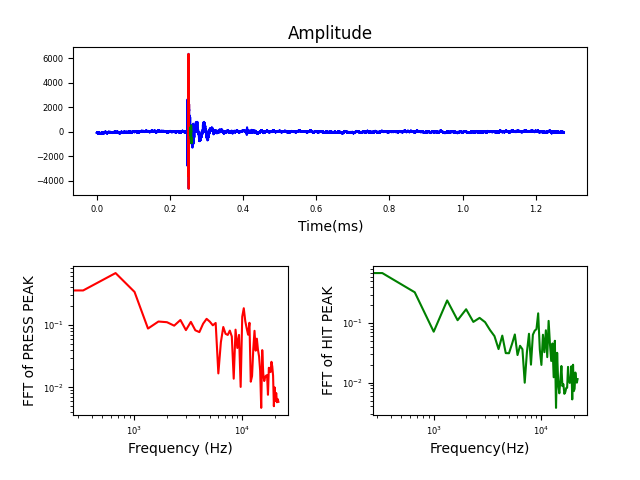 Amplitude
6000
4000
2000
0
−2000
−4000
0.0 0.2 0.4 0.6 0.8 1.0 1.2
Time(ms)
FFT of PRESS PEAK
10⁻¹
10⁻²
10³ 10⁴
Frequency (Hz)
FFT of HIT PEAK
10⁻¹
10⁻²
10³ 10⁴
Frequency(Hz)